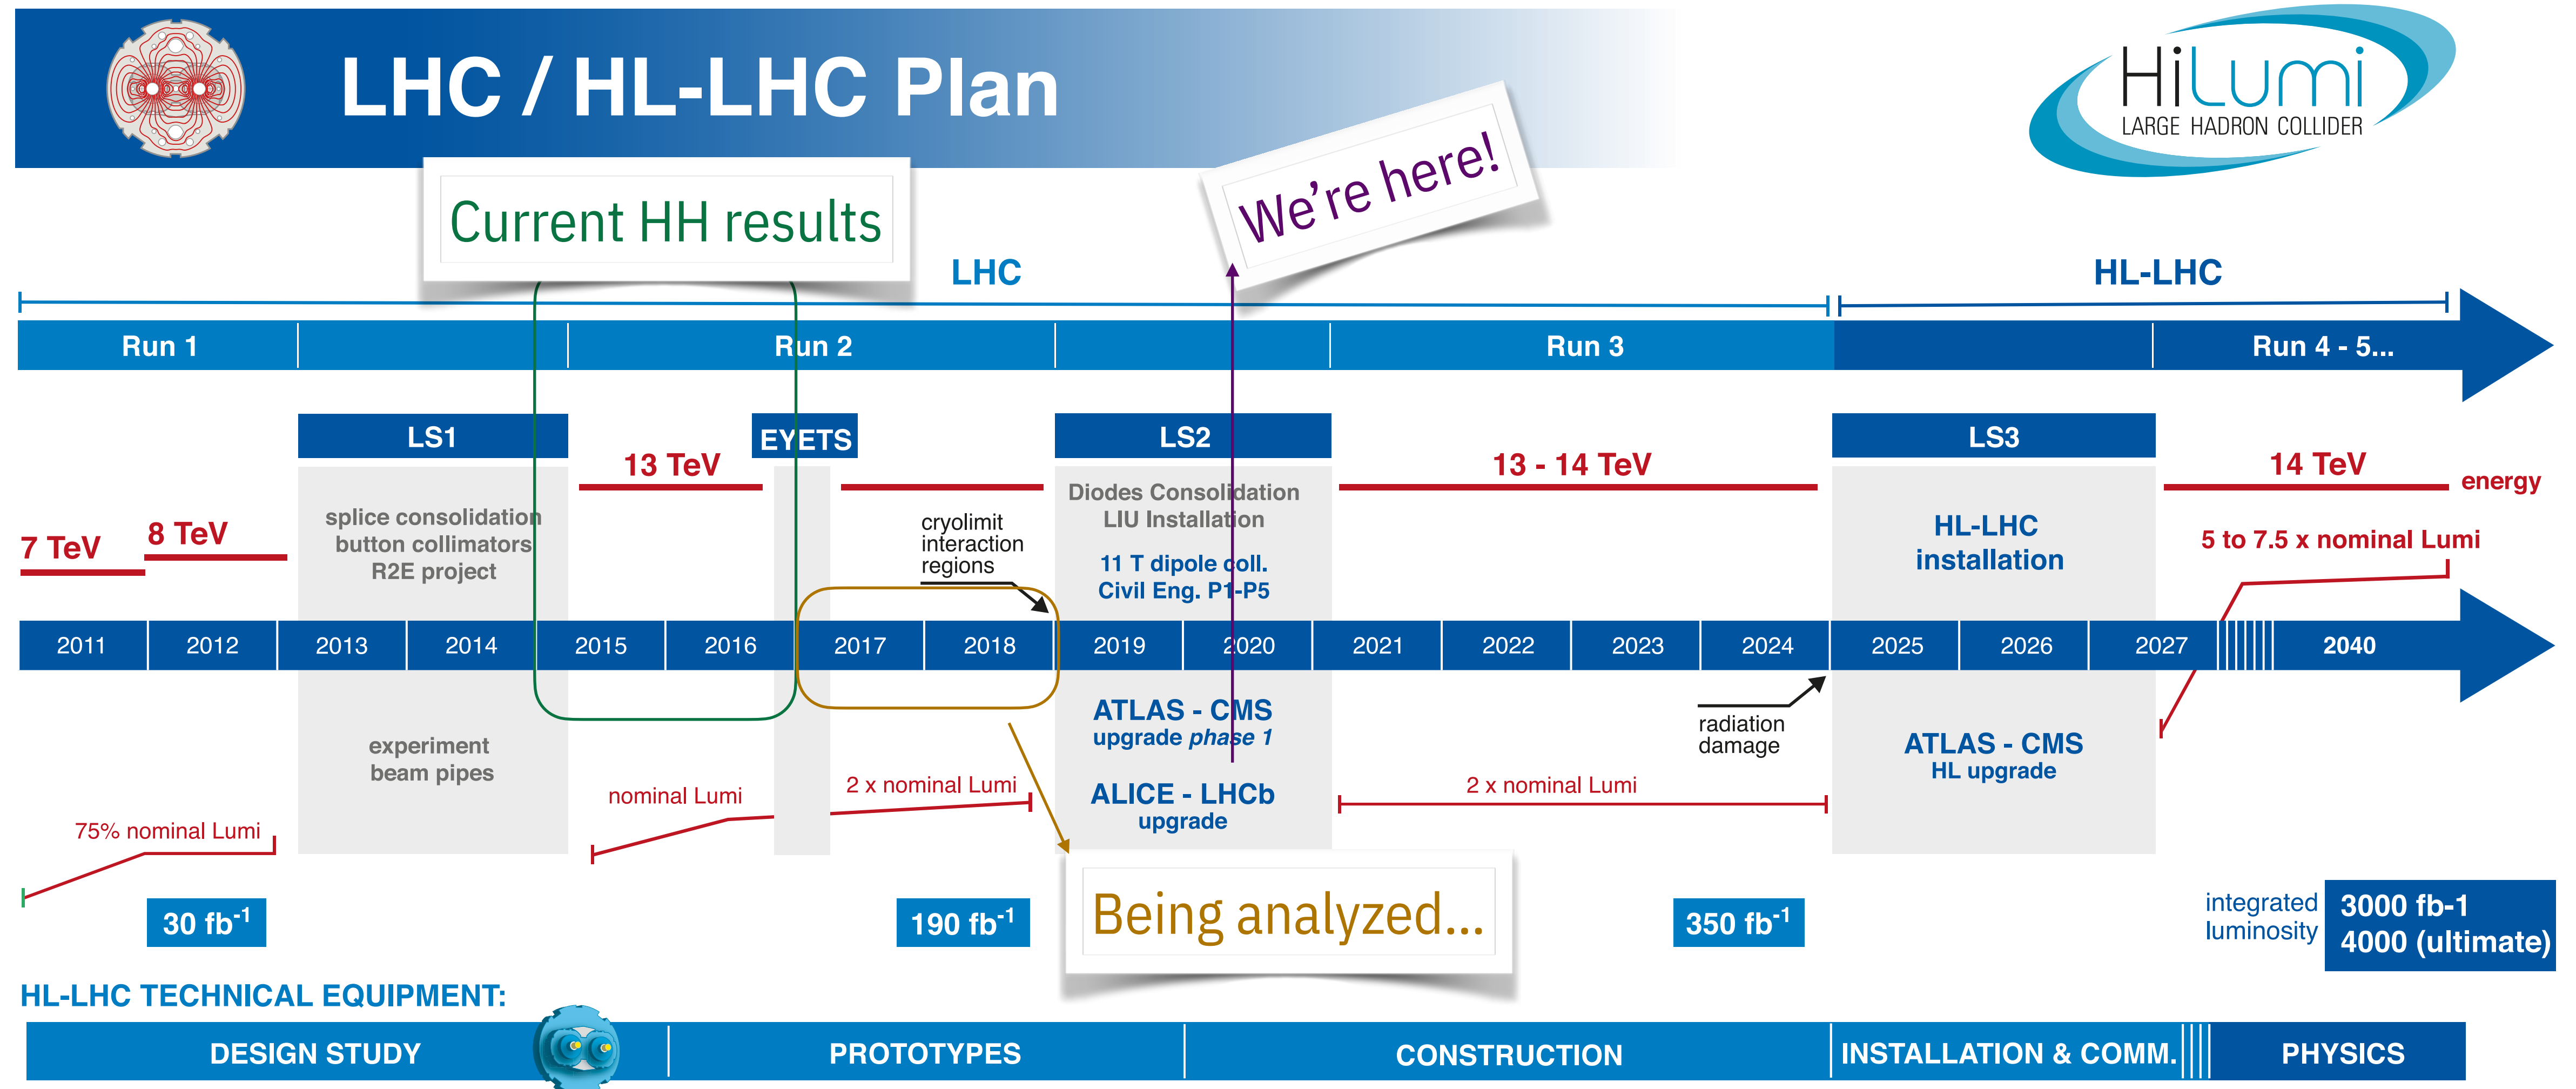 LHC / HL-LHC Plan
HiLumi
LARGE HADRON COLLIDER
Current HH results
We're here!
LHC
HL-LHC
Run 1
Run 2
Run 3
Run 4 - 5...
LS1
EYETS
LS2
LS3
13 TeV
13 - 14 TeV
14 TeV
energy
7 TeV
8 TeV
splice consolidation
button collimators
R2E project
cryolimit
interaction
regions
Diodes Consolidation
LIU Installation
11 T dipole coll.
Civil Eng. P1-P5
HL-LHC
installation
5 to 7.5 x nominal Lumi
2011
2012
2013
2014
2015
2016
2017
2018
2019
2020
2021
2022
2023
2024
2025
2026
2027
2040
experiment
beam pipes
ATLAS - CMS
upgrade phase 1
ALICE - LHCb
upgrade
radiation
damage
ATLAS - CMS
HL upgrade
75% nominal Lumi
nominal Lumi
2 x nominal Lumi
2 x nominal Lumi
30 fb-1
190 fb-1
Being analyzed...
350 fb-1
integrated
luminosity
3000 fb-1
4000 (ultimate)
HL-LHC TECHNICAL EQUIPMENT:
DESIGN STUDY
PROTOTYPES
CONSTRUCTION
INSTALLATION & COMM.
PHYSICS